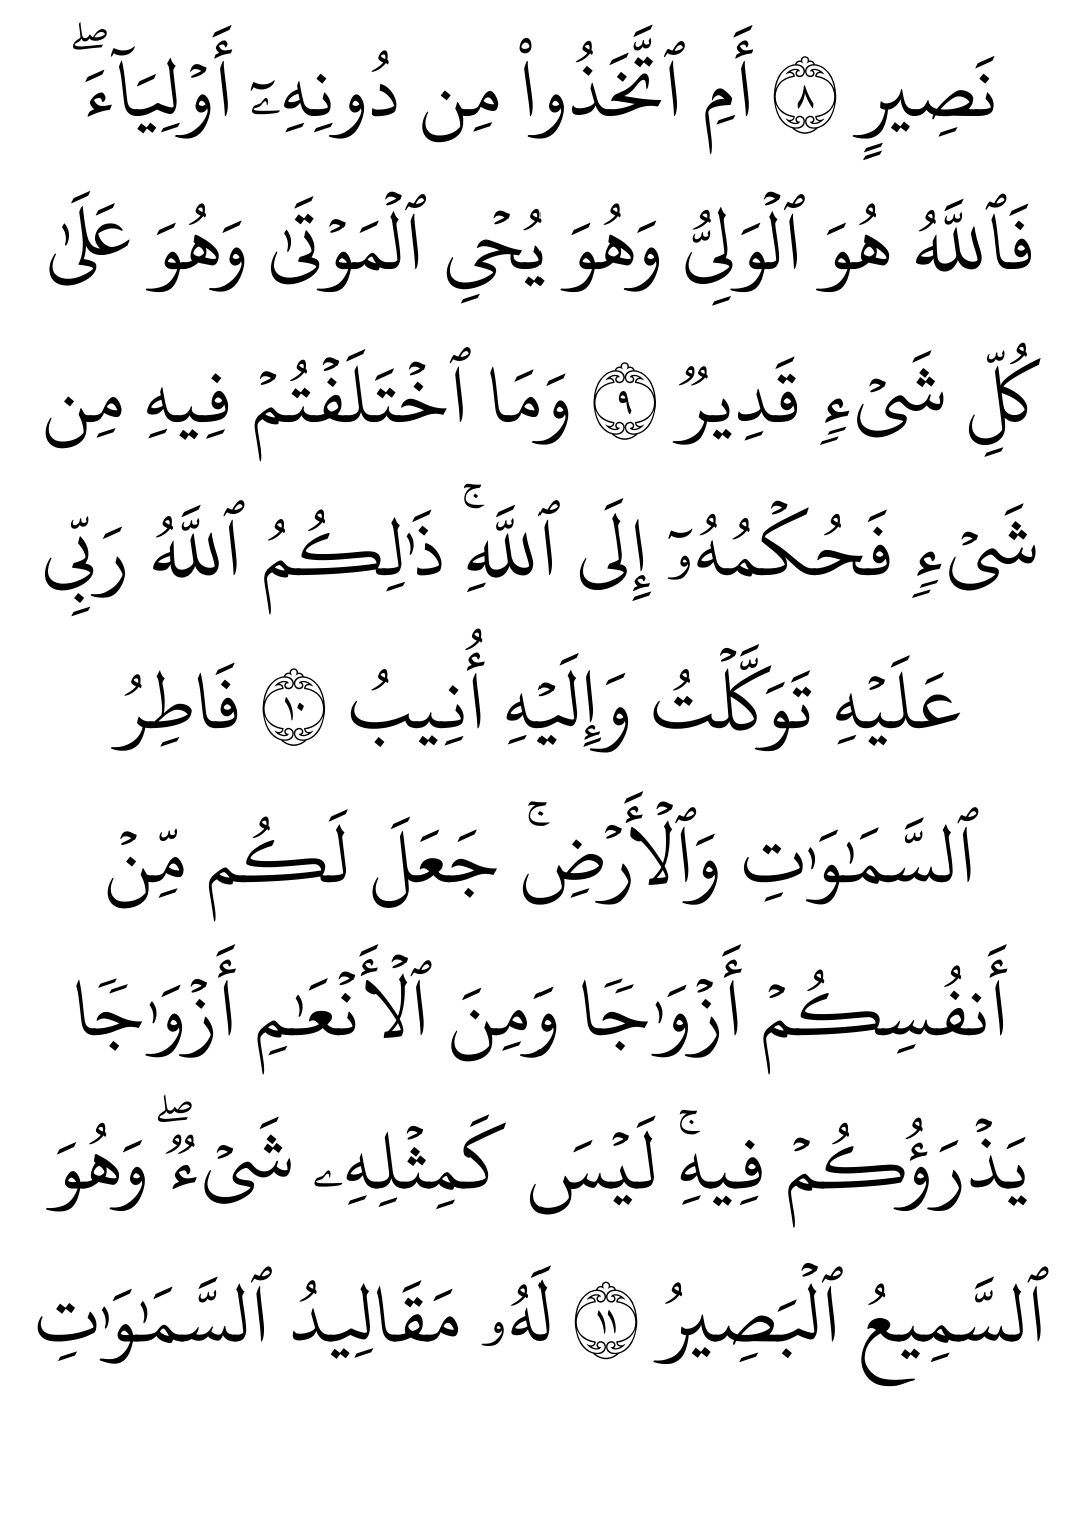 نَصِيرٍ ٨ أَمِ ٱتَّخَذُوا۟ مِن دُونِهِۦٓ أَوْلِيَآءَ ۖ
فَٱللَّهُ هُوَ ٱلْوَلِىُّ وَهُوَ يُحْىِ ٱلْمَوْتَىٰ وَهُوَ عَلَىٰ
كُلِّ شَىْءٍ قَدِيرٌ ٩ وَمَا ٱخْتَلَفْتُمْ فِيهِ مِن
شَىْءٍ فَحُكْمُهُۥٓ إِلَى ٱللَّهِ ۚ ذَٰلِكُمُ ٱللَّهُ رَبِّى
عَلَيْهِ تَوَكَّلْتُ وَإِلَيْهِ أُنِيبُ ١٠ فَاطِرُ
ٱلسَّمَـٰوَٰتِ وَٱلْأَرْضِ ۚ جَعَلَ لَكُم مِّنْ
أَنفُسِكُمْ أَزْوَٰجًا وَمِنَ ٱلْأَنْعَـٰمِ أَزْوَٰجًا
يَذْرَؤُكُمْ فِيهِ ۚ لَيْسَ كَمِثْلِهِۦ شَىْءٌ ۖ وَهُوَ
ٱلسَّمِيعُ ٱلْبَصِيرُ ١١ لَهُۥ مَقَالِيدُ ٱلسَّمَـٰوَٰتِ